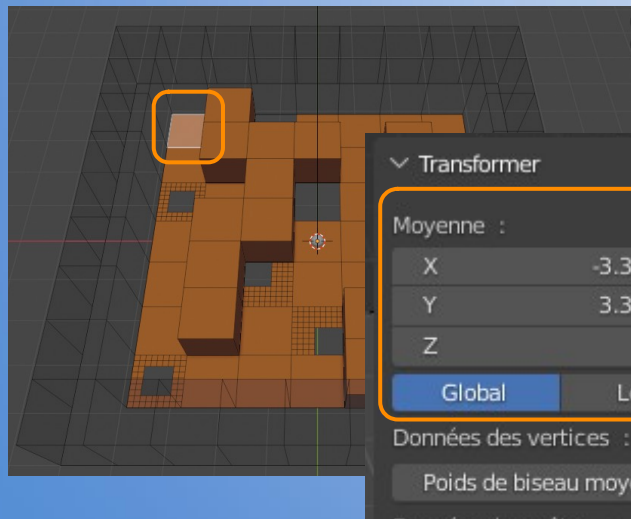 Transformer
Moyenne :
X -3.3
Y 3.3
Z
Global
Données des vertices :
Poids de biseau moy